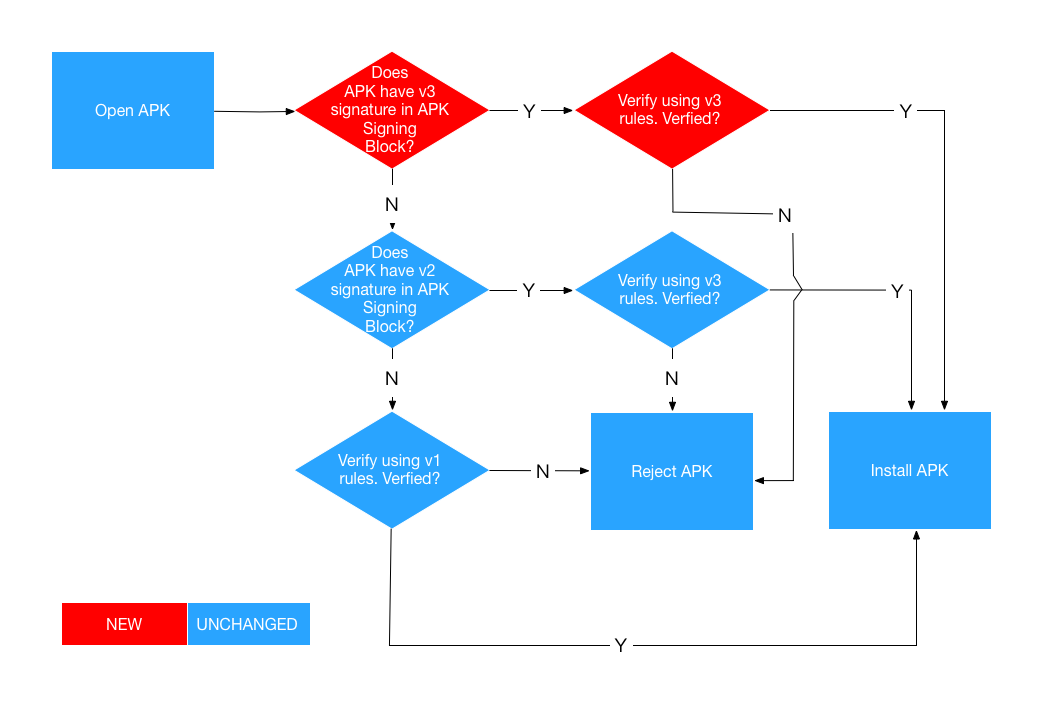 Open APK
Does
APK have v3
signature in APK
Signing
Block?
Y
Verify using v3
rules. Verfied?
Y
N
N
Does
APK have v2
signature in APK
Signing
Block?
Y
Verify using v3
rules. Verfied?
Y
N
N
Verify using v1
rules. Verfied?
N
Reject APK
Install APK
NEW
UNCHANGED
Y